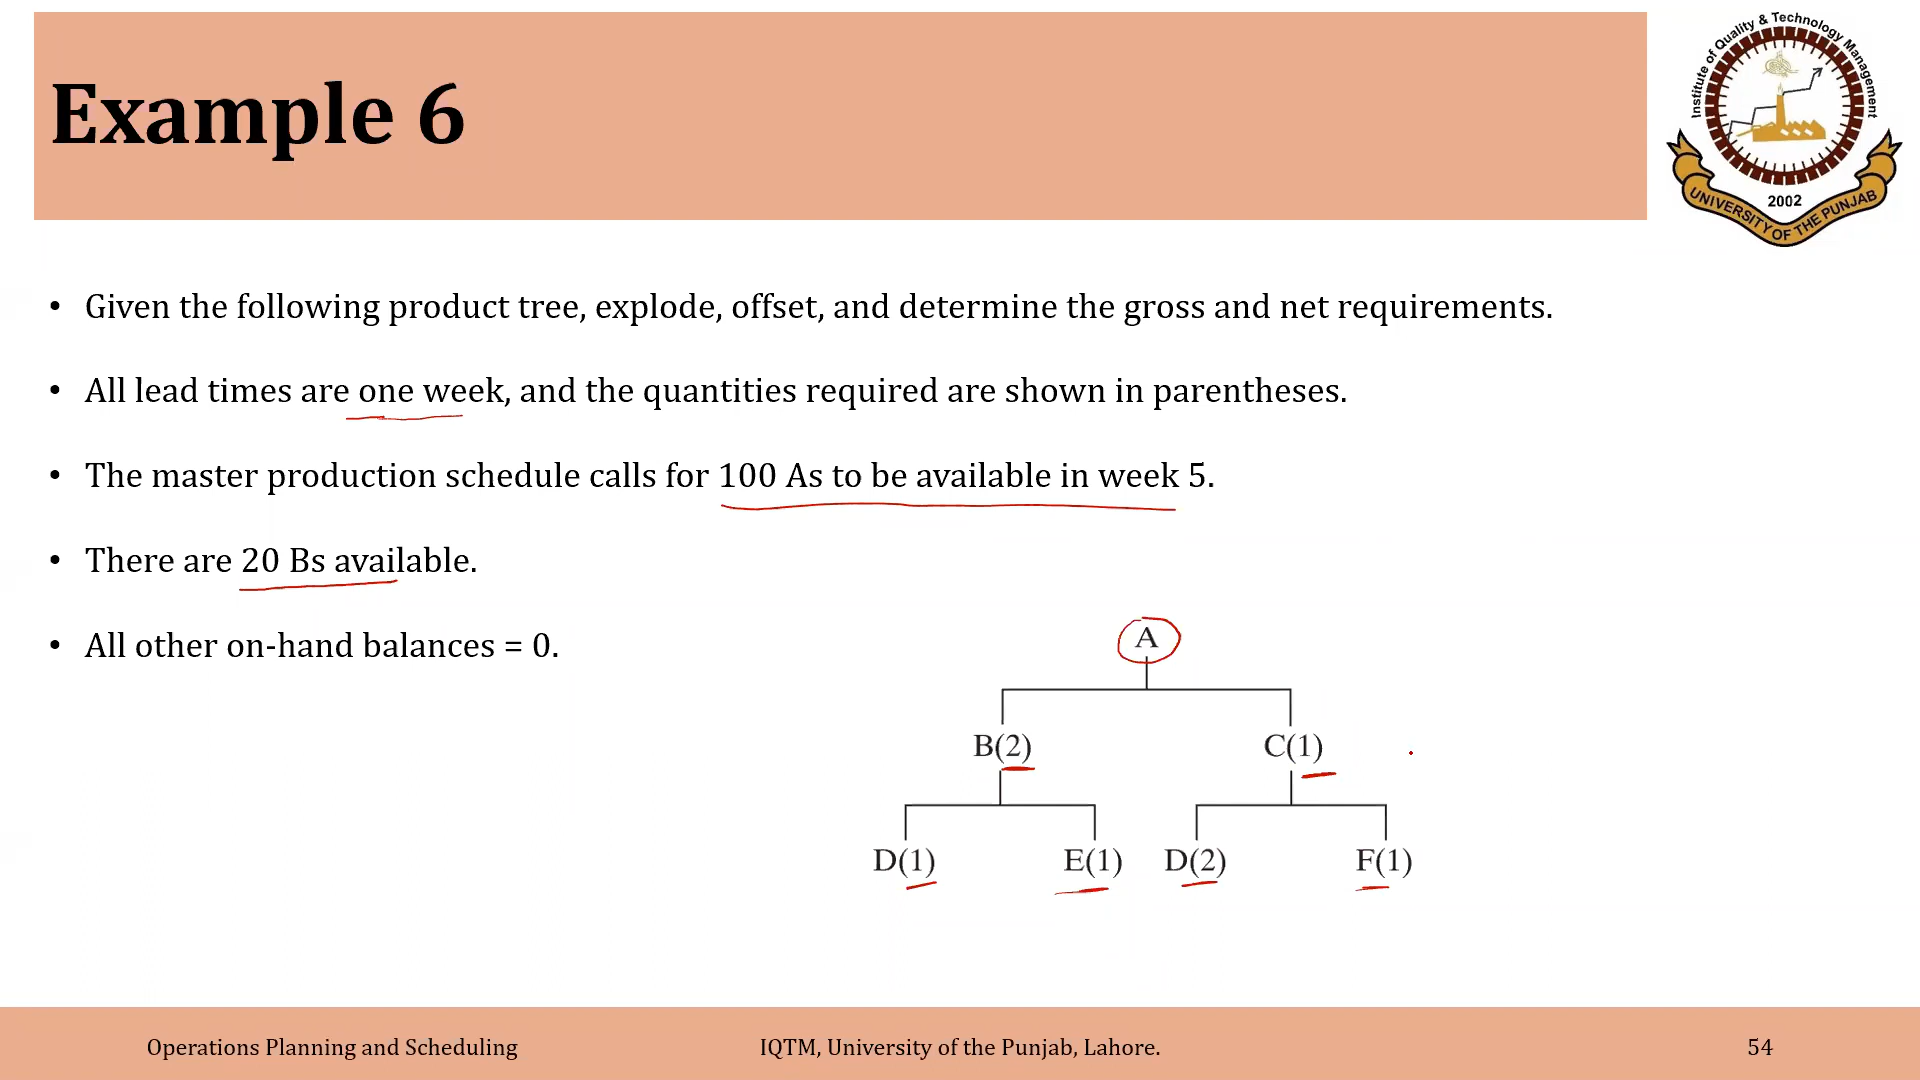 Example 6
Institute of Quality & Technology Management
2002
UNIVERSITY OF THE PUNJAB
• Given the following product tree, explode, offset, and determine the gross and net requirements.
• All lead times are one week, and the quantities required are shown in parentheses.
• The master production schedule calls for 100 As to be available in week 5.
• There are 20 Bs available.
• All other on-hand balances = 0.
A
B(2) C(1)
D(1) E(1) D(2) F(1)
Operations Planning and Scheduling IQTM, University of the Punjab, Lahore. 54